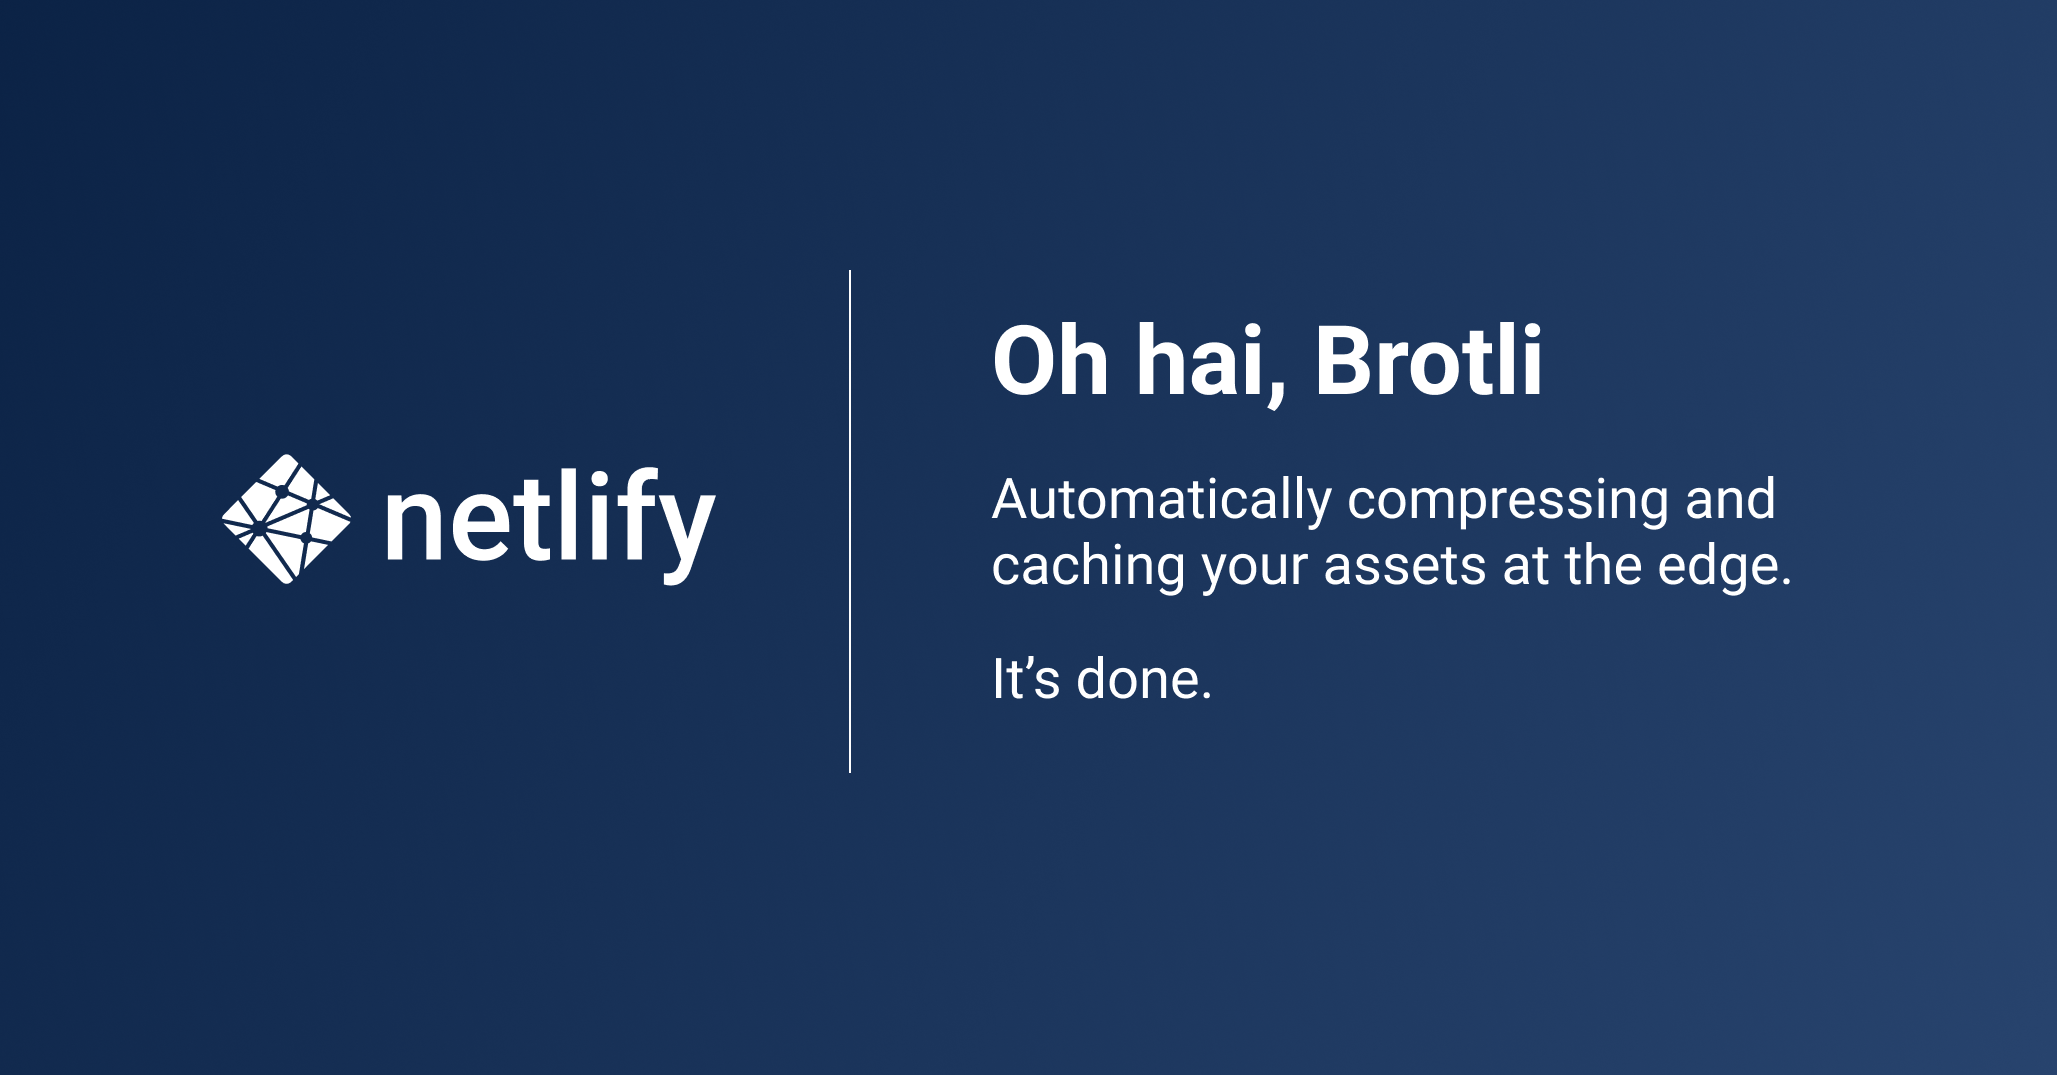 netlify
Oh hai, Brotli
Automatically compressing and
caching your assets at the edge.
It’s done.